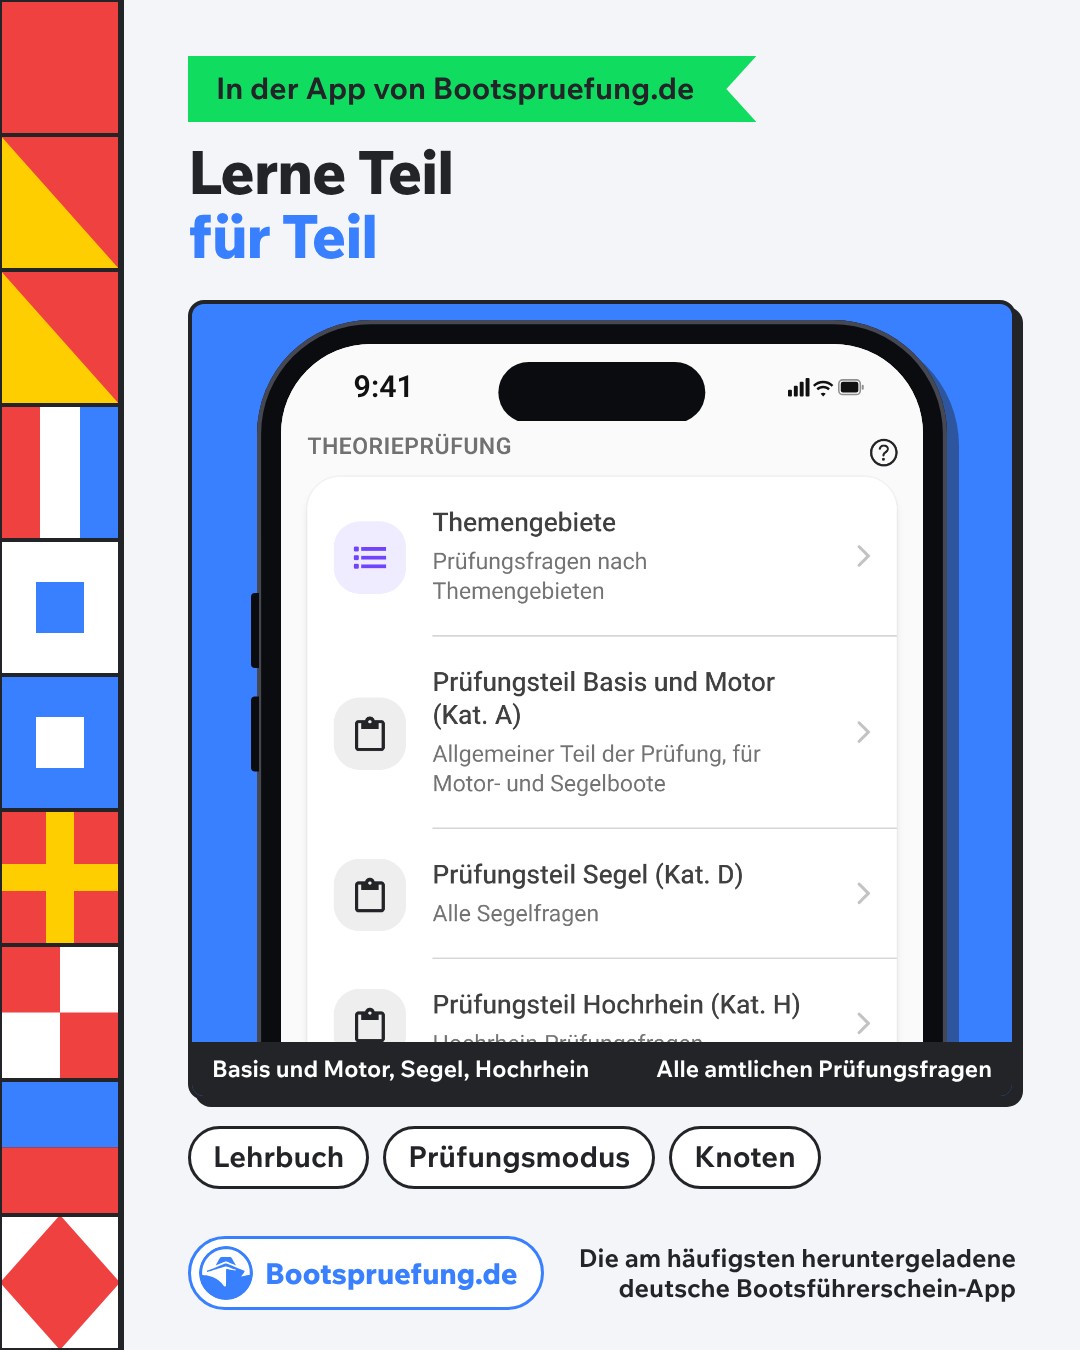 In der App von Bootspruefung.de
Lerne Teil
für Teil
9:41
THEORIEPRÜFUNG
?
Themengebiete
Prüfungsfragen nach
Themengebieten
Prüfungsteil Basis und Motor
(Kat. A)
Allgemeiner Teil der Prüfung, für
Motor- und Segelboote
Prüfungsteil Segel (Kat. D)
Alle Segelfragen
Prüfungsteil Hochrhein (Kat. H)
Hochrhein Prüfungsfragen
Basis und Motor, Segel, Hochrhein
Alle amtlichen Prüfungsfragen
Lehrbuch
Prüfungsmodus
Knoten
Bootspruefung.de
Die am häufigsten heruntergeladene
deutsche Bootsführerschein-App